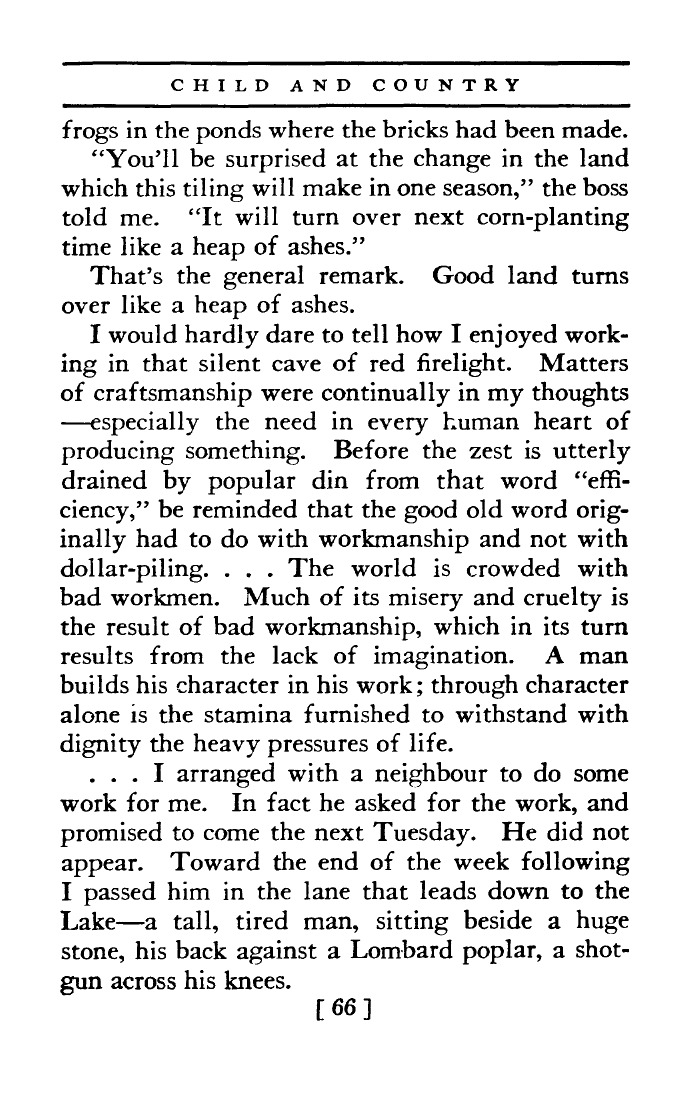 CHILD AND COUNTRY
frogs in the ponds where the bricks had been made.
“You’ll be surprised at the change in the land
which this tiling will make in one season,” the boss
told me. “It will turn over next corn-planting
time like a heap of ashes.”
That’s the general remark. Good land turns
over like a heap of ashes.
I would hardly dare to tell how I enjoyed work-
ing in that silent cave of red firelight. Matters
of craftsmanship were continually in my thoughts
—especially the need in every human heart of
producing something. Before the zest is utterly
drained by popular din from that word “effi-
ciency,” be reminded that the good old word orig-
inally had to do with workmanship and not with
dollar-piling. . . . The world is crowded with
bad workmen. Much of its misery and cruelty is
the result of bad workmanship, which in its turn
results from the lack of imagination. A man
builds his character in his work; through character
alone is the stamina furnished to withstand with
dignity the heavy pressures of life.
. . . I arranged with a neighbour to do some
work for me. In fact he asked for the work, and
promised to come the next Tuesday. He did not
appear. Toward the end of the week following
I passed him in the lane that leads down to the
Lake—a tall, tired man, sitting beside a huge
stone, his back against a Lombard poplar, a shot-
gun across his knees.
[ 66 ]